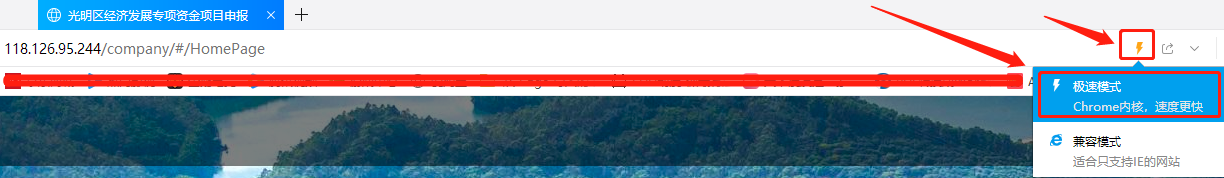 光明区经济发展专项资金项目申报
118.126.95.244/company/#/HomePage
极速模式
Chrome内核，速度更快
兼容模式
适合只支持IE的网站